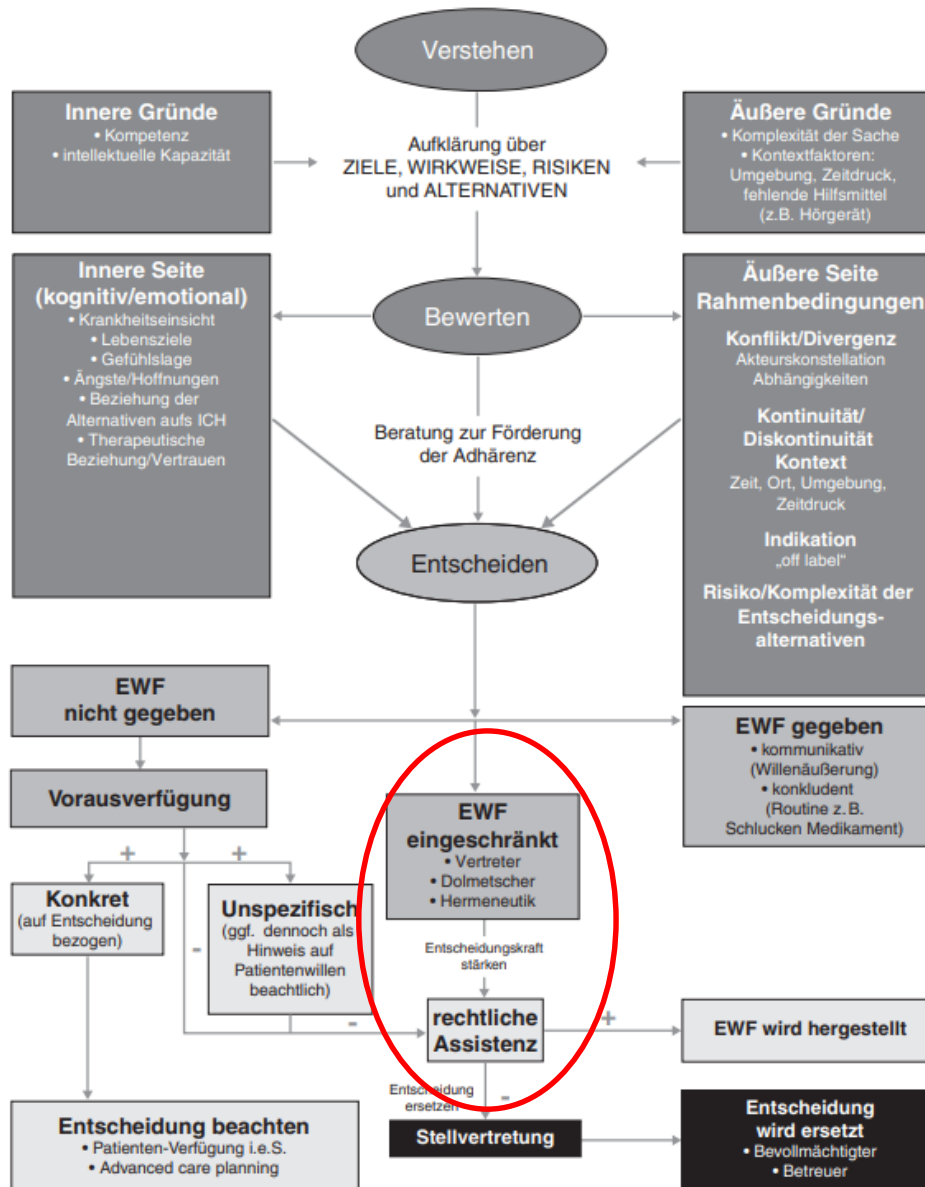 Verstehen
Innere Gründe
• Kompetenz
• intellektuelle Kapazität
Aufklärung über
ZIELE, WIRKWEISE, RISIKEN
und ALTERNATIVEN
Äußere Gründe
• Komplexität der Sache
• Kontextfaktoren:
Umgebung, Zeitdruck,
fehlende Hilfsmittel
(z.B. Hörgerät)
Innere Seite
(kognitiv/emotional)
• Krankheitseinsicht
• Lebensziele
• Gefühlslage
• Ängste/Hoffnungen
• Beziehung der
Alternativen aufs ICH
• Therapeutische
Beziehung/Vertrauen
Bewerten
Beratung zur Förderung
der Adhärenz
Äußere Seite
Rahmenbedingungen
Konflikt/Divergenz
Akteurskonstellation
Abhängigkeiten
Kontinuität/
Diskontinuität
Kontext
Zeit, Ort, Umgebung,
Zeitdruck
Indikation
„off label“
Risiko/Komplexität der
Entscheidungs-
alternativen
Entscheiden
EWF
nicht gegeben
EWF gegeben
• kommunikativ
(Willenäußerung)
• konkludent
(Routine z. B.
Schlucken Medikament)
Vorausverfügung
EWF
eingeschränkt
• Vertreter
• Dolmetscher
• Hermeneutik
+
+
Konkret
(auf Entscheidung
bezogen)
-
Unspezifisch
(ggf. dennoch als
Hinweis auf
Patientenwillen
beachtlich)
-
Entscheidungskraft
stärken
rechtliche
Assistenz
+
EWF wird hergestellt
Entscheidung
ersetzen
-
Entscheidung beachten
• Patienten-Verfügung i.e.S.
• Advanced care planning
Stellvertretung
Entscheidung
wird ersetzt
• Bevollmächtigter
• Betreuer